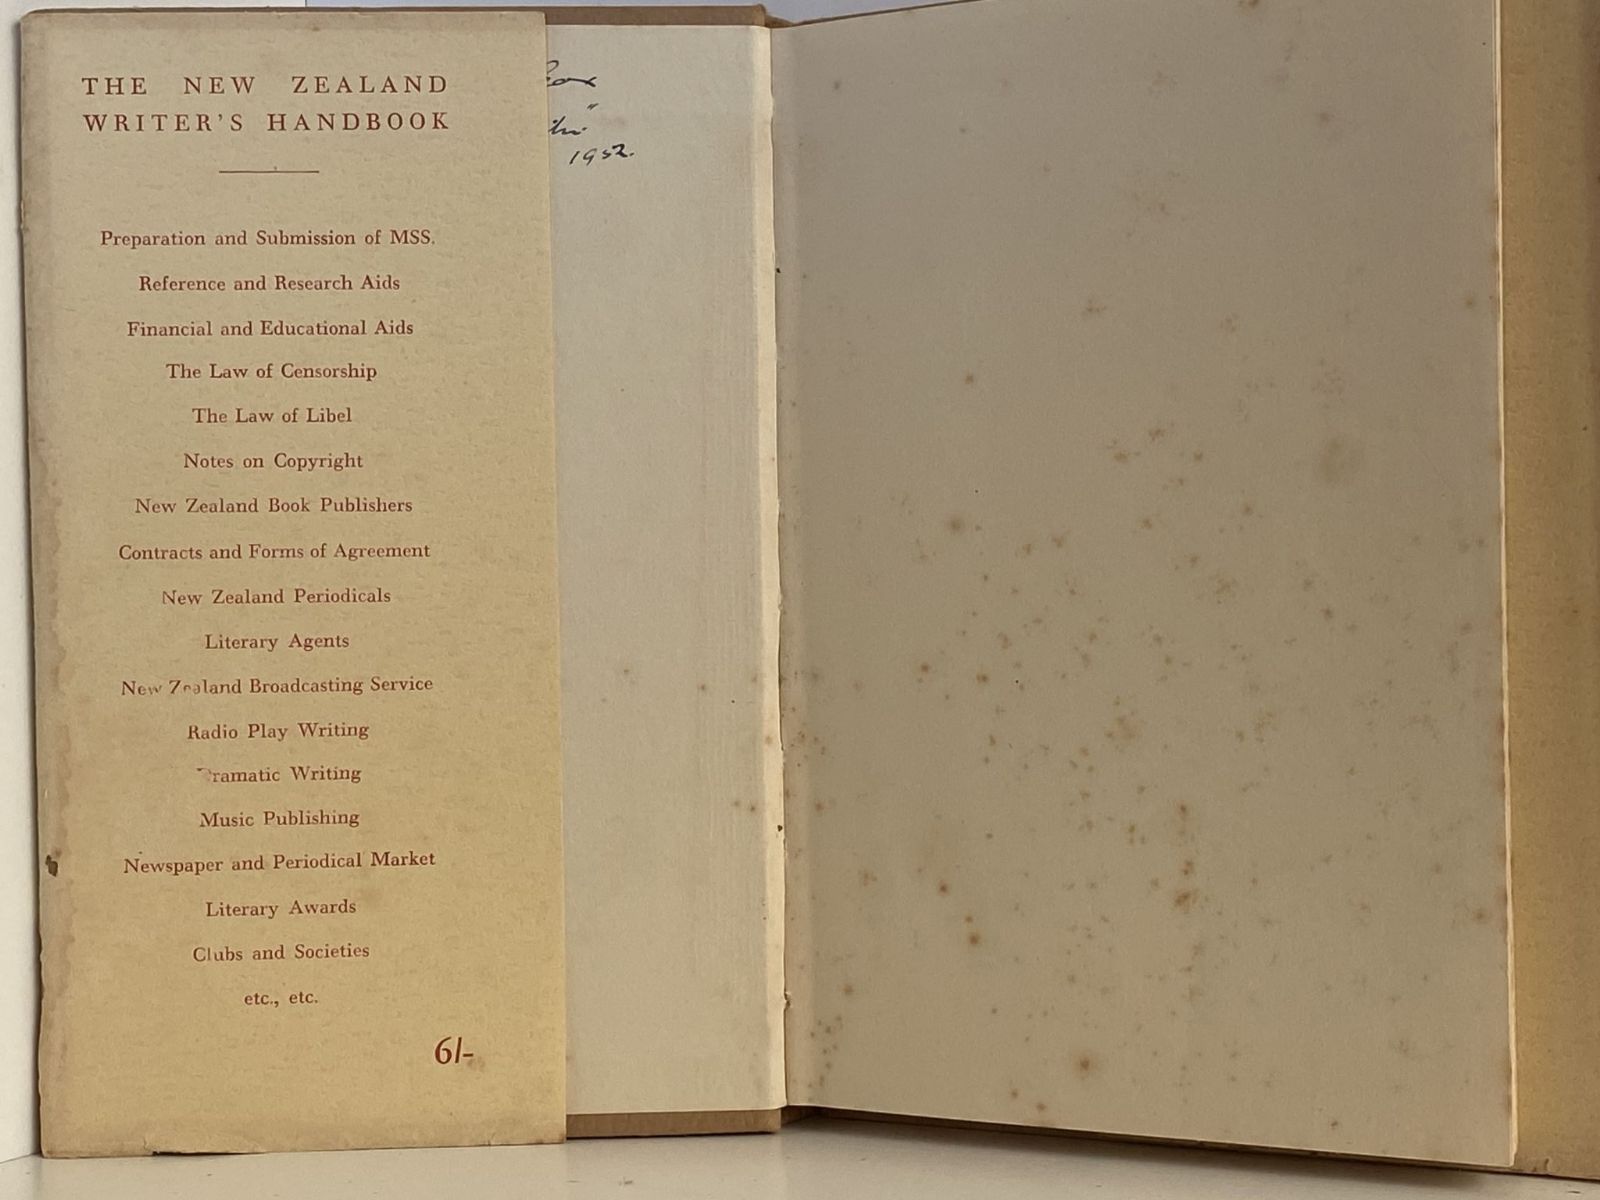 THE NEW ZEALAND
WRITER'S HANDBOOK
Preparation and Submission of MSS.
Reference and Research Aids
Financial and Educational Aids
The Law of Censorship
The Law of Libel
Notes on Copyright
New Zealand Book Publishers
Contracts and Forms of Agreement
New Zealand Periodicals
Literary Agents
New Zealand Broadcasting Service
Radio Play Writing
Dramatic Writing
Music Publishing
Newspaper and Periodical Market
Literary Awards
Clubs and Societies
etc., etc.
6/-
1952.